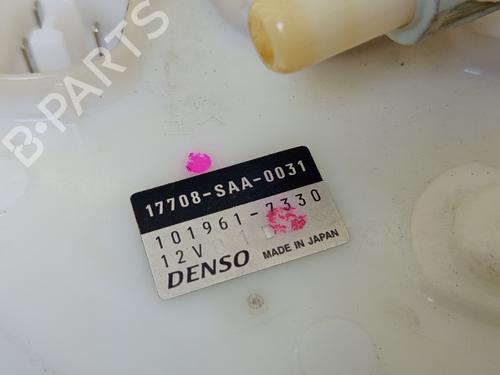 B-PARTS
17708-SAA-0031
101961-7330
12V
DENSO MADE IN JAPAN